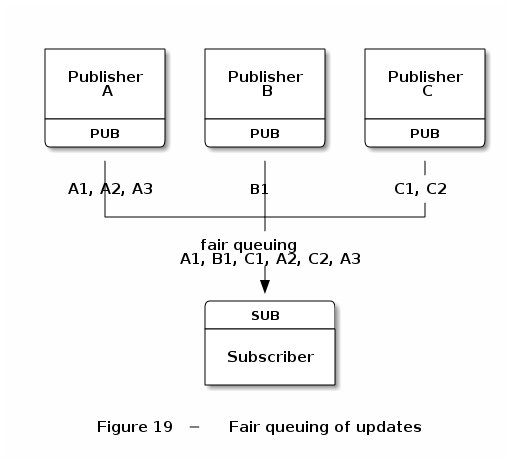 Publisher
A
Publisher
B
Publisher
C
PUB
PUB
PUB
A1, A2, A3
B1
C1, C2
fair queuing
A1, B1, C1, A2, C2, A3
SUB
Subscriber
Figure 19 – Fair queuing of updates